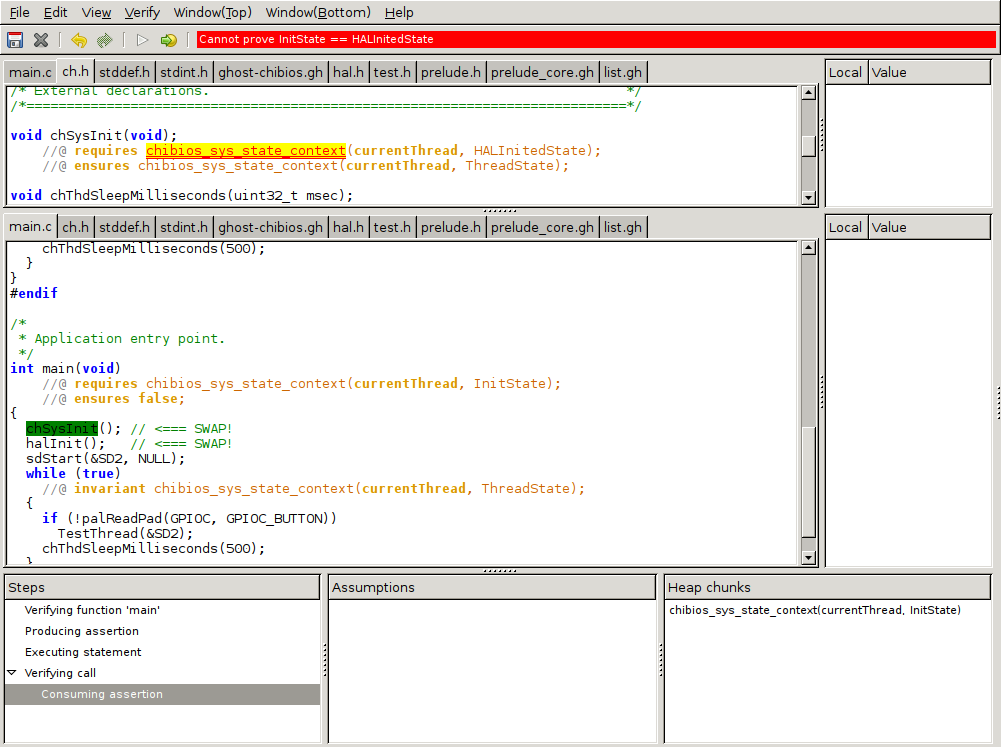 File Edit View Verify Window(Top) Window(Bottom) Help
Cannot prove InitState == HALInitedState
main.c ch.h stddef.h stdint.h ghost-chibios.gh hal.h test.h prelude.h prelude_core.gh list.gh
Local Value
/* External declarations. */
/*===========================================================================*/
void chSysInit(void);
//@ requires chibios_sys_state_context(currentThread, HALInitedState);
//@ ensures chibios_sys_state_context(currentThread, ThreadState);
void chThdSleepMilliseconds(uint32_t msec);
main.c ch.h stddef.h stdint.h ghost-chibios.gh hal.h test.h prelude.h prelude_core.gh list.gh
Local Value
chThdSleepMilliseconds(500);
}
}
#endif
/*
* Application entry point.
*/
int main(void)
//@ requires chibios_sys_state_context(currentThread, InitState);
//@ ensures false;
{
chSysInit(); // <=== SWAP!
halInit(); // <=== SWAP!
sdStart(&SD2, NULL);
while (true)
//@ invariant chibios_sys_state_context(currentThread, ThreadState);
{
if (!palReadPad(GPIOC, GPIOC_BUTTON))
TestThread(&SD2);
chThdSleepMilliseconds(500);
}
Steps
Verifying function 'main'
Producing assertion
Executing statement
Verifying call
Consuming assertion
Assumptions
Heap chunks
chibios_sys_state_context(currentThread, InitState)